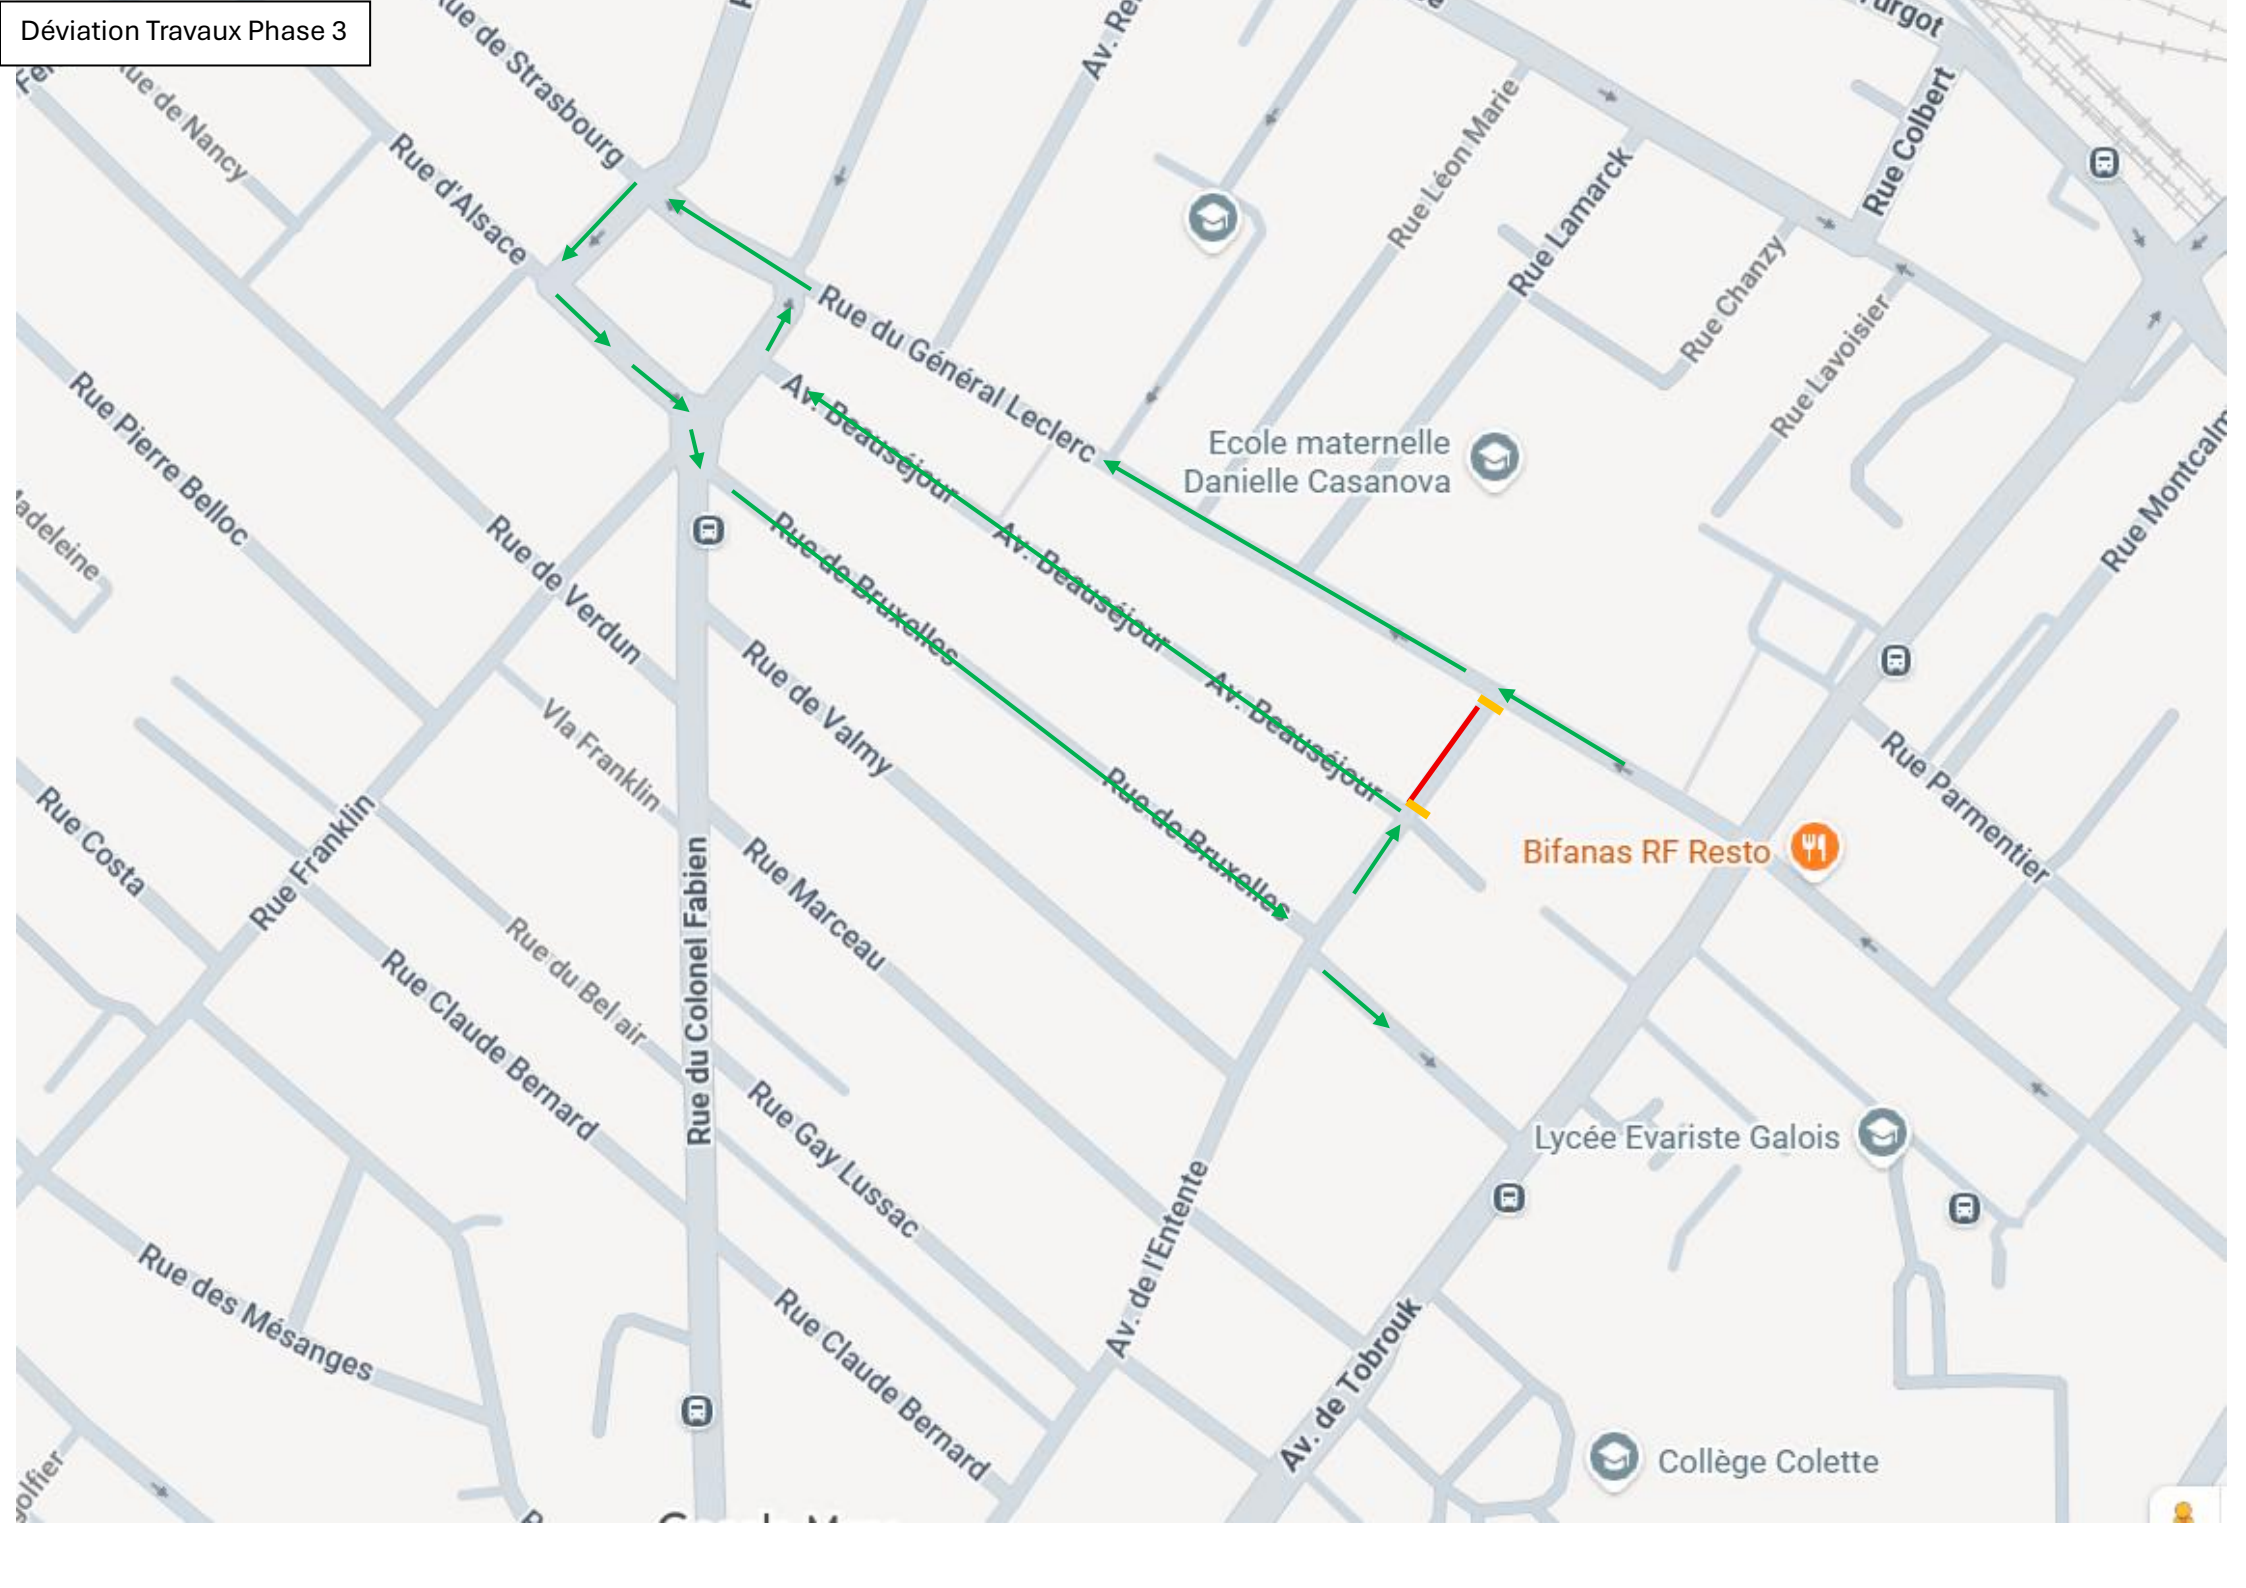 Déviation Travaux Phase 3
Rue de Strasbourg
Rue de Nancy
Rue d'Alsace
Rue Léon Marie
Rue Lamarck
Rue Colbert
Rue Chanzy
Rue Lavoisier
Rue du Général Leclerc
Ecole maternelle
Danielle Casanova
Rue Pierre Belloc
Av. Beauséjour
Av. Beauséjour
Av. Beauséjour
Rue de Bruxelles
Rue de Bruxelles
Rue de Verdun
Rue de Valmy
Vla Franklin
Rue Montcalm
Rue Parmentier
Bifanas RF Resto
Rue Costa
Rue Franklin
Rue Marceau
Rue du Colonel Fabien
Rue du Bel air
Rue Claude Bernard
Rue Gay Lussac
Lycée Evariste Galois
Av. de l'Entente
Rue des Mésanges
Rue Claude Bernard
Av. de Tobrouk
Collège Colette